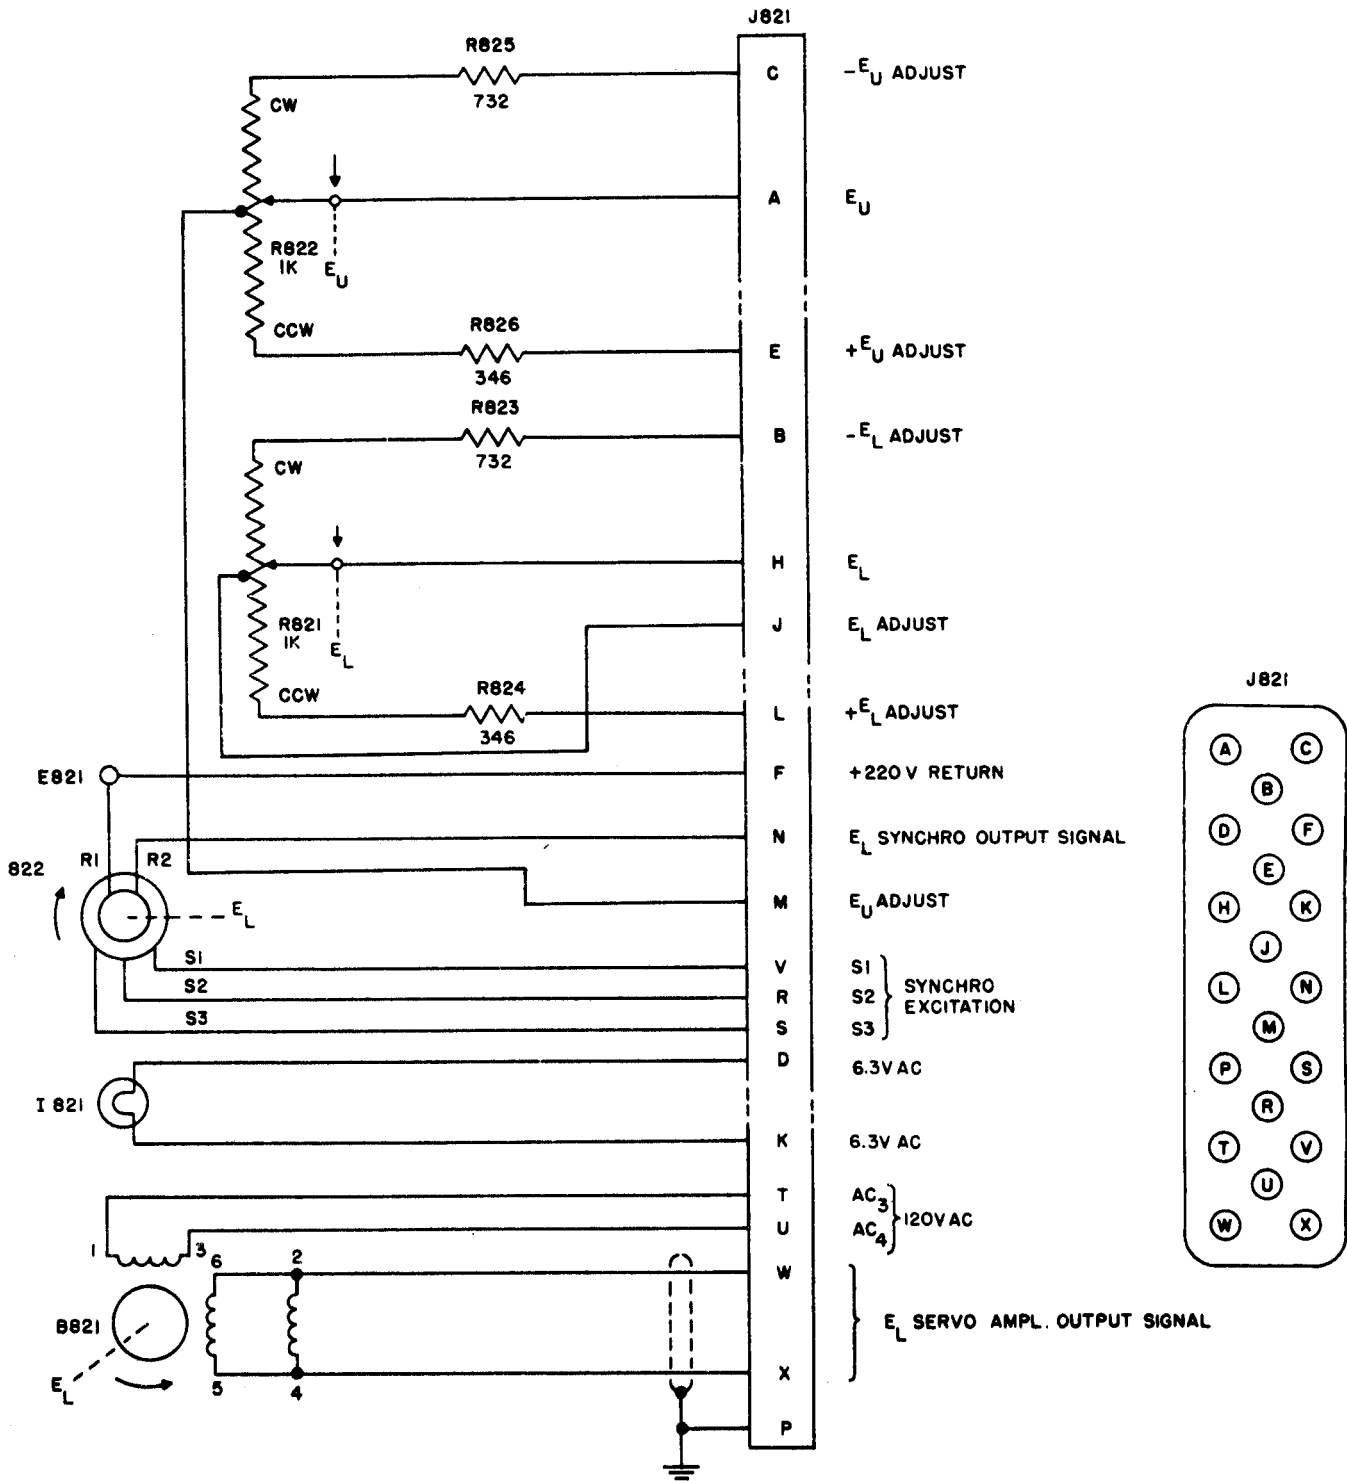 J821
R825
732
C
-EU ADJUST
CW
A
EU
R822
1K
EU
CCW
R826
346
E
+EU ADJUST
R823
732
B
-EL ADJUST
CW
H
EL
R821
1K
EL
J
EL ADJUST
CCW
R824
346
L
+EL ADJUST
E821
F
+220 V RETURN
N
EL SYNCHRO OUTPUT SIGNAL
822
R1
R2
EL
M
EU ADJUST
S1
V
S1
S2
R
S2
S3
S
S3
SYNCHRO
EXCITATION
D
6.3V AC
I 821
K
6.3V AC
T
AC3
U
AC4
120V AC
1
3
6
2
W
B821
EL
EL SERVO AMPL. OUTPUT SIGNAL
5
4
X
P
J821
A
C
B
D
F
E
H
K
J
L
N
M
P
S
R
T
V
U
W
X